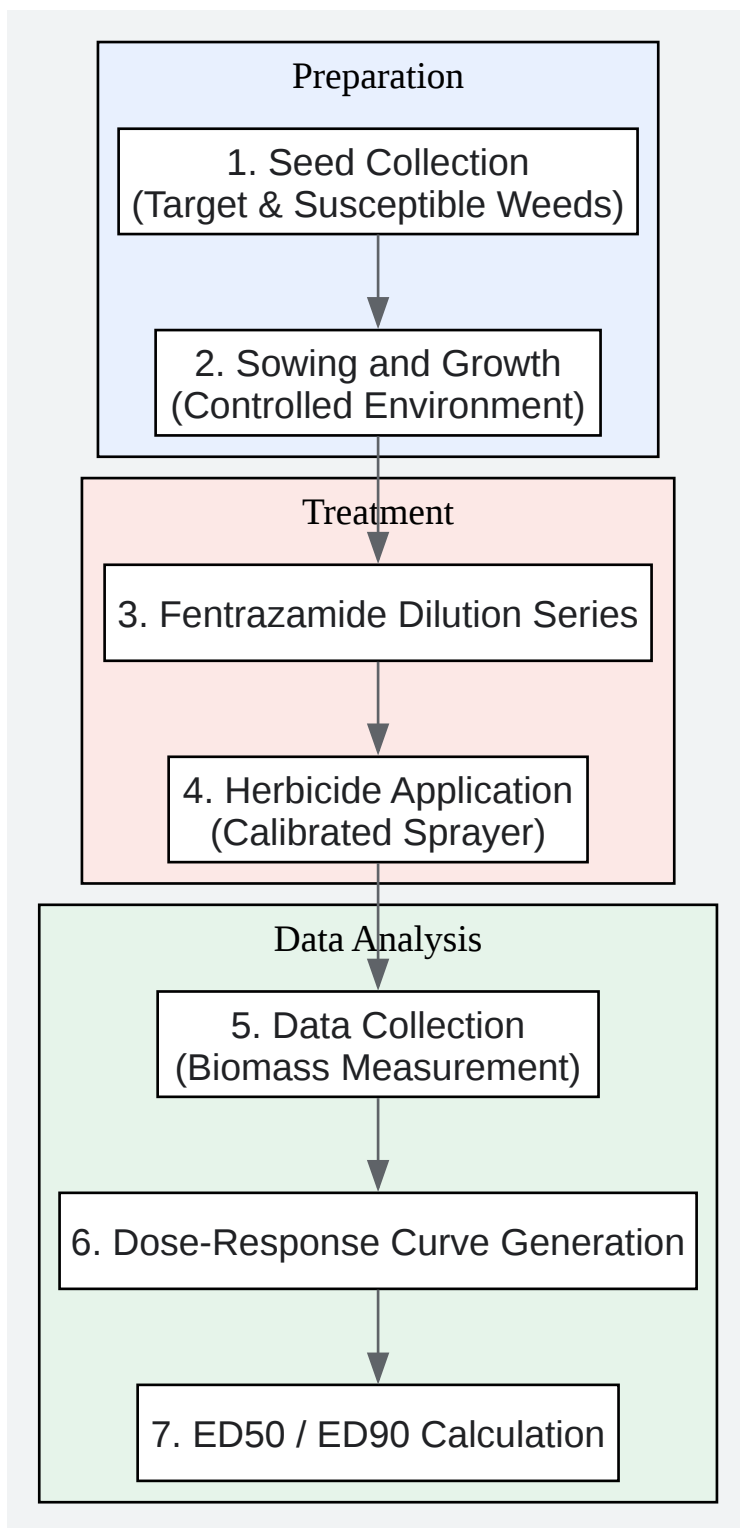 Preparation
1. Seed Collection
(Target & Susceptible Weeds)
2. Sowing and Growth
(Controlled Environment)
Treatment
3. Fentrazamide Dilution Series
4. Herbicide Application
(Calibrated Sprayer)
Data Analysis
5. Data Collection
(Biomass Measurement)
6. Dose-Response Curve Generation
7. ED50 / ED90 Calculation